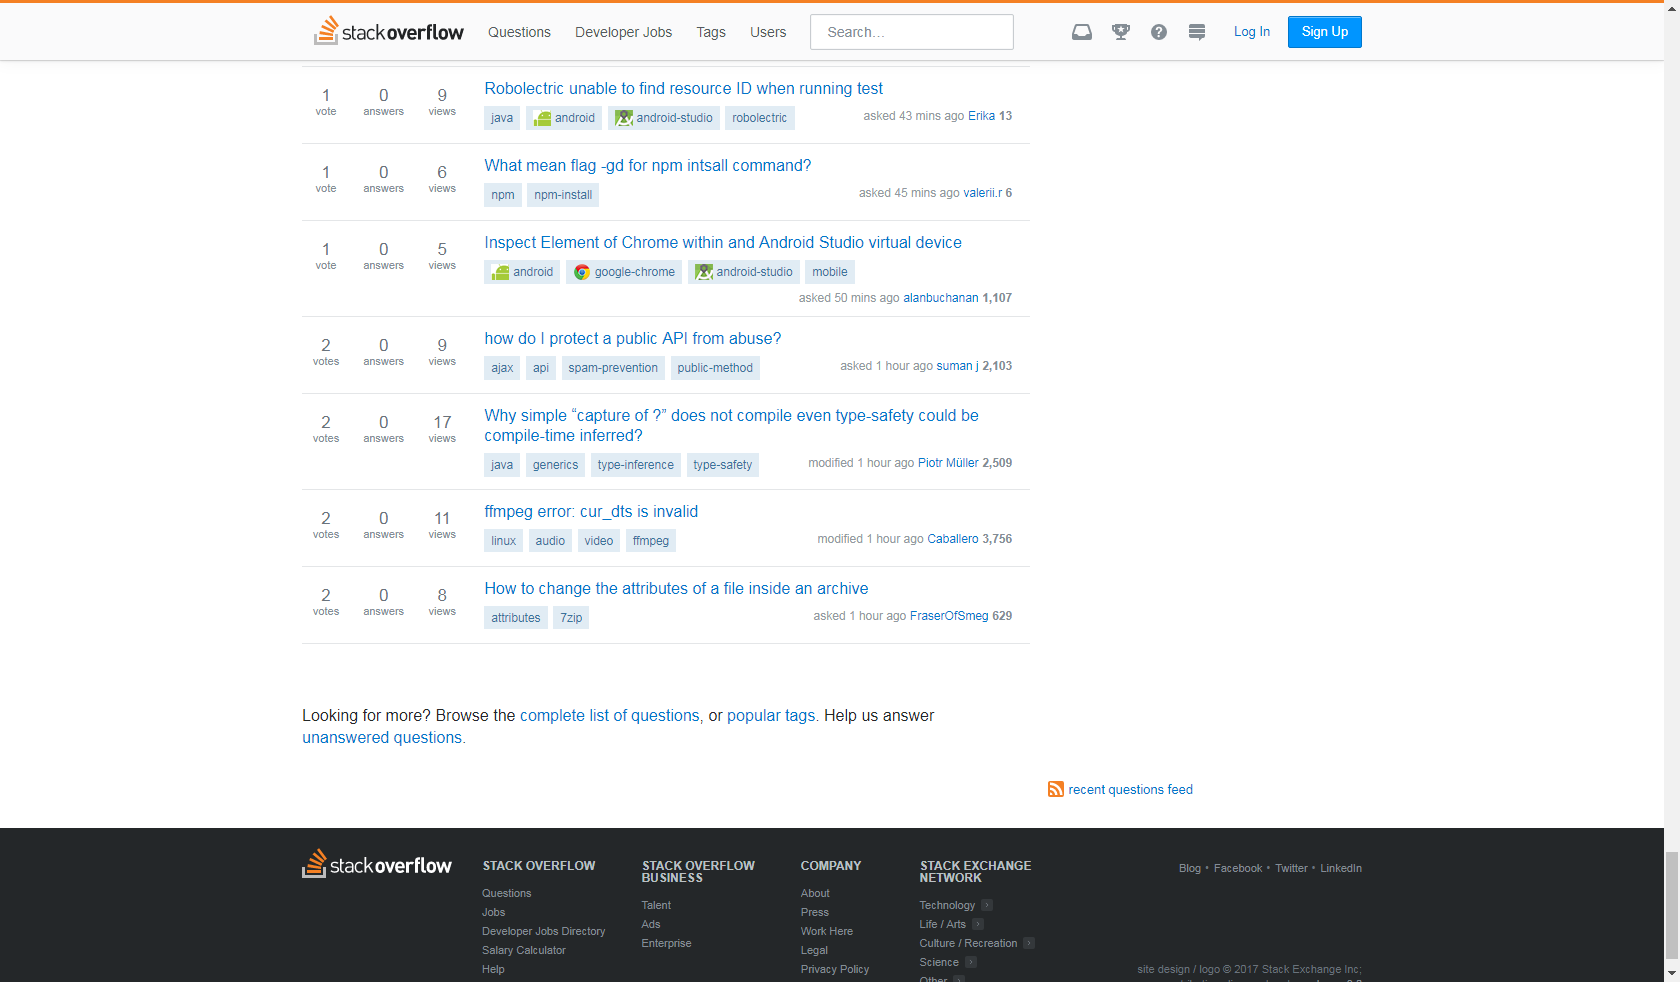 stackoverflow Questions Developer Jobs Tags Users Search... Log In Sign Up
1 0 9 Robolectric unable to find resource ID when running test
vote answers views
java android android-studio robolectric asked 43 mins ago Erika 13
1 0 6 What mean flag -gd for npm intsall command?
vote answers views
npm npm-install asked 45 mins ago valerii.r 6
1 0 5 Inspect Element of Chrome within and Android Studio virtual device
vote answers views
android google-chrome android-studio mobile
asked 50 mins ago alanbuchanan 1,107
2 0 9 how do I protect a public API from abuse?
votes answers views
ajax api spam-prevention public-method asked 1 hour ago suman j 2,103
2 0 17 Why simple “capture of ?” does not compile even type-safety could be
votes answers views compile-time inferred?
java generics type-inference type-safety modified 1 hour ago Piotr Müller 2,509
2 0 11 ffmpeg error: cur_dts is invalid
votes answers views
linux audio video ffmpeg modified 1 hour ago Caballero 3,756
2 0 8 How to change the attributes of a file inside an archive
votes answers views
attributes 7zip asked 1 hour ago FraserOfSmeg 629
Looking for more? Browse the complete list of questions, or popular tags. Help us answer
unanswered questions.
recent questions feed
stackoverflow
STACK OVERFLOW
Questions
Jobs
Developer Jobs Directory
Salary Calculator
Help
STACK OVERFLOW
BUSINESS
Talent
Ads
Enterprise
COMPANY
About
Press
Work Here
Legal
Privacy Policy
STACK EXCHANGE
NETWORK
Technology
Life / Arts
Culture / Recreation
Science
Other
Blog • Facebook • Twitter • LinkedIn
site design / logo © 2017 Stack Exchange Inc;